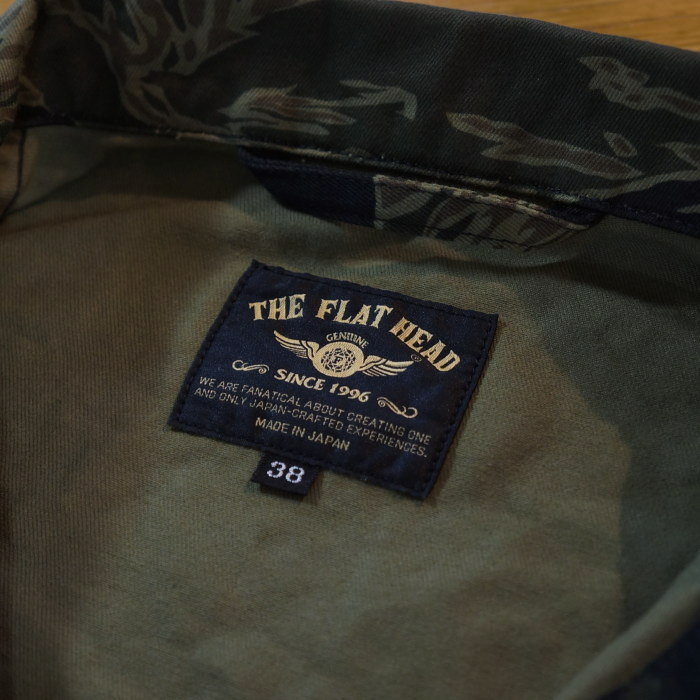 THE FLAT HEAD
GENUINE
SINCE 1996
WE ARE FANATICAL ABOUT CREATING ONE
AND ONLY JAPAN-CRAFTED EXPERIENCES.
MADE IN JAPAN
38